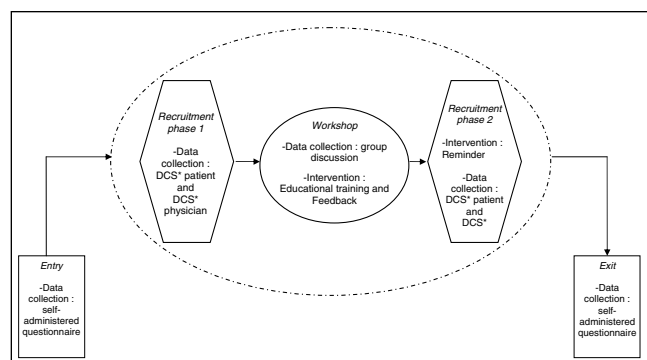 Recruitment
phase 1
-Data
collection :
DCS* patient
and
DCS*
physician
Workshop
-Data collection : group
discussion
-Intervention :
Educational training and
Feedback
Recruitment
phase 2
-Intervention :
Reminder
-Data
collection :
DCS* patient
and
DCS*
Entry
-Data
collection :
self-
administered
questionnaire
Exit
-Data
collection :
self-
administered
questionnaire